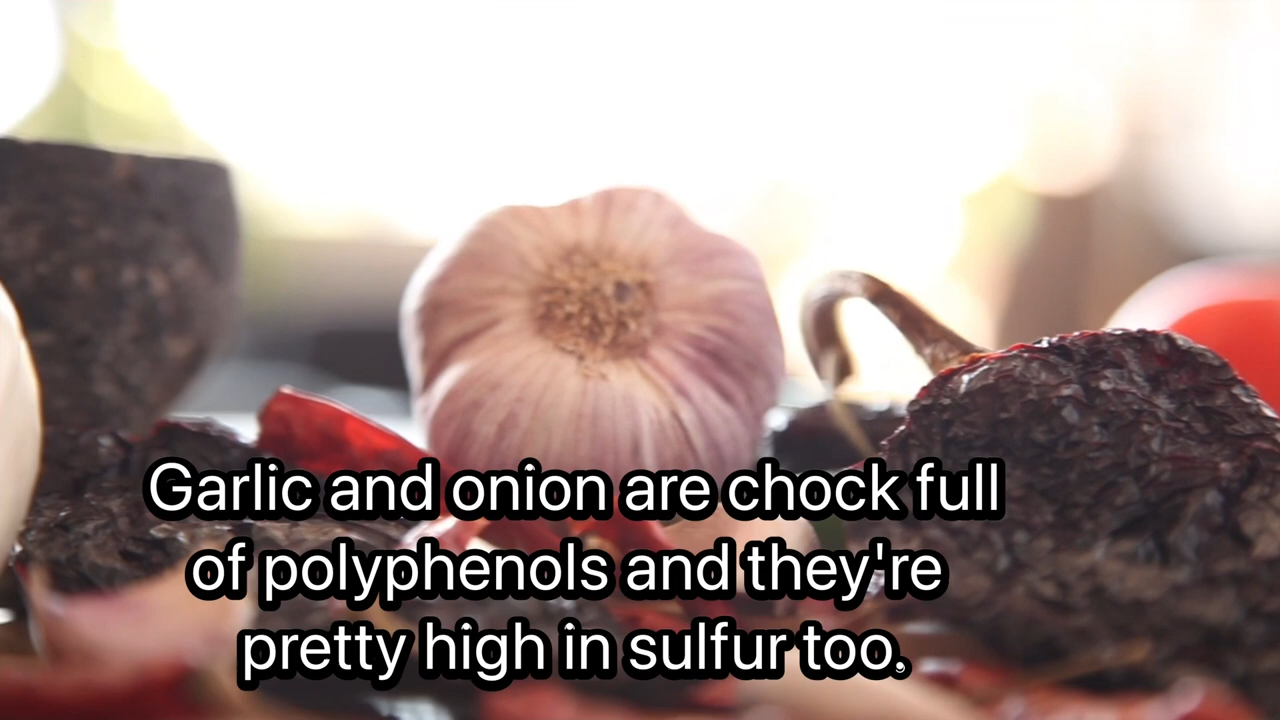 Garlic and onion are chock full
of polyphenols and they're
pretty high in sulfur too.